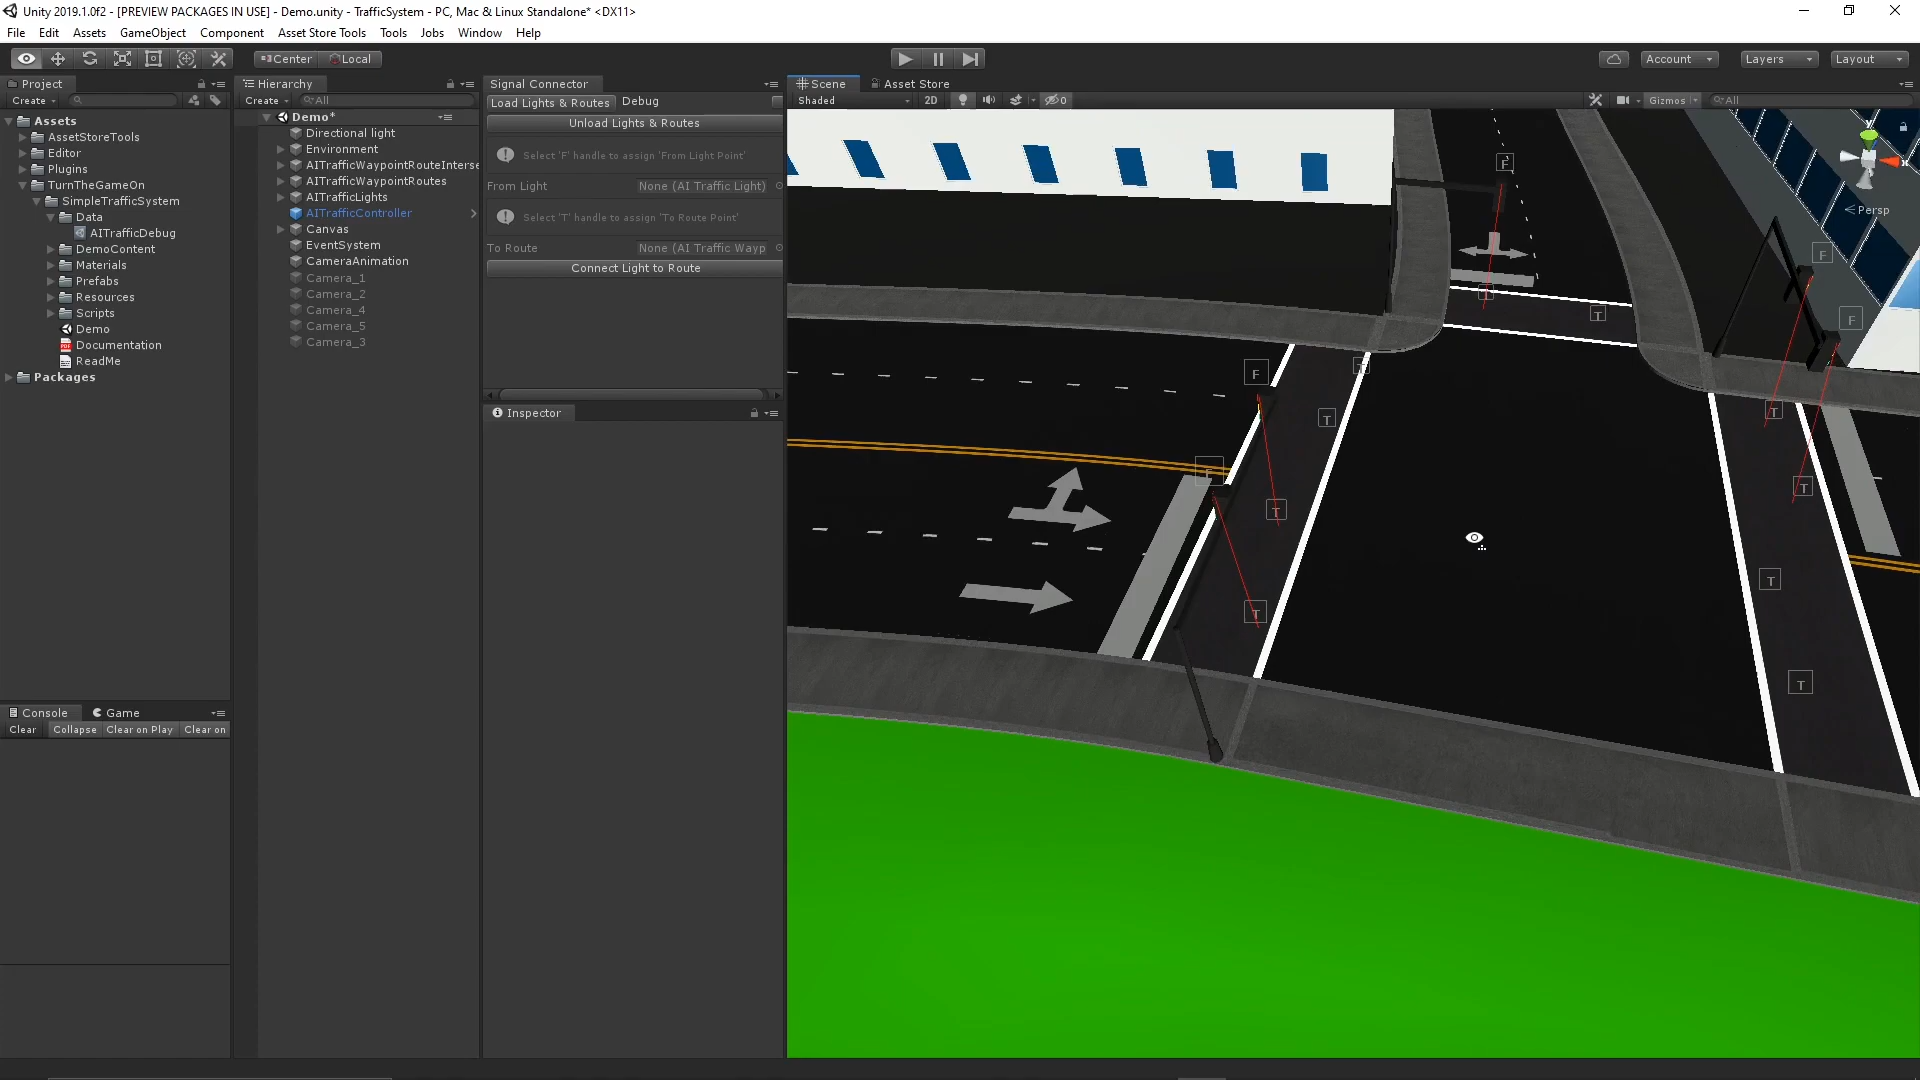 Unity 2019.1.0f2 - [PREVIEW PACKAGES IN USE] - Demo.unity - TrafficSystem - PC, Mac & Linux Standalone* <DX11>
File Edit Assets GameObject Component Asset Store Tools Tools Jobs Window Help
Center Local Account Layers Layout
Project
Create
Assets
AssetStoreTools
Editor
Plugins
TurnTheGameOn
SimpleTrafficSystem
Data
AITrafficDebug
DemoContent
Materials
Prefabs
Resources
Scripts
Demo
Documentation
ReadMe
Packages
Hierarchy
Create All
Demo*
Directional light
Environment
AITrafficWaypointRouteInterse
AITrafficWaypointRoutes
AITrafficLights
AITrafficController
Canvas
EventSystem
CameraAnimation
Camera_1
Camera_2
Camera_4
Camera_5
Camera_3
Signal Connector
Load Lights & Routes Debug
Unload Lights & Routes
Select 'F' handle to assign 'From Light Point'
From Light None (AI Traffic Light)
Select 'T' handle to assign 'To Route Point'
To Route None (AI Traffic Wayp
Connect Light to Route
Inspector
Scene Asset Store
Shaded 2D 0 Gizmos All
y
x
Persp
F
F
T
T
F
F
T
T
T
T
F
T
F
T
T
T
T
Console Game
Clear Collapse Clear on Play Clear on